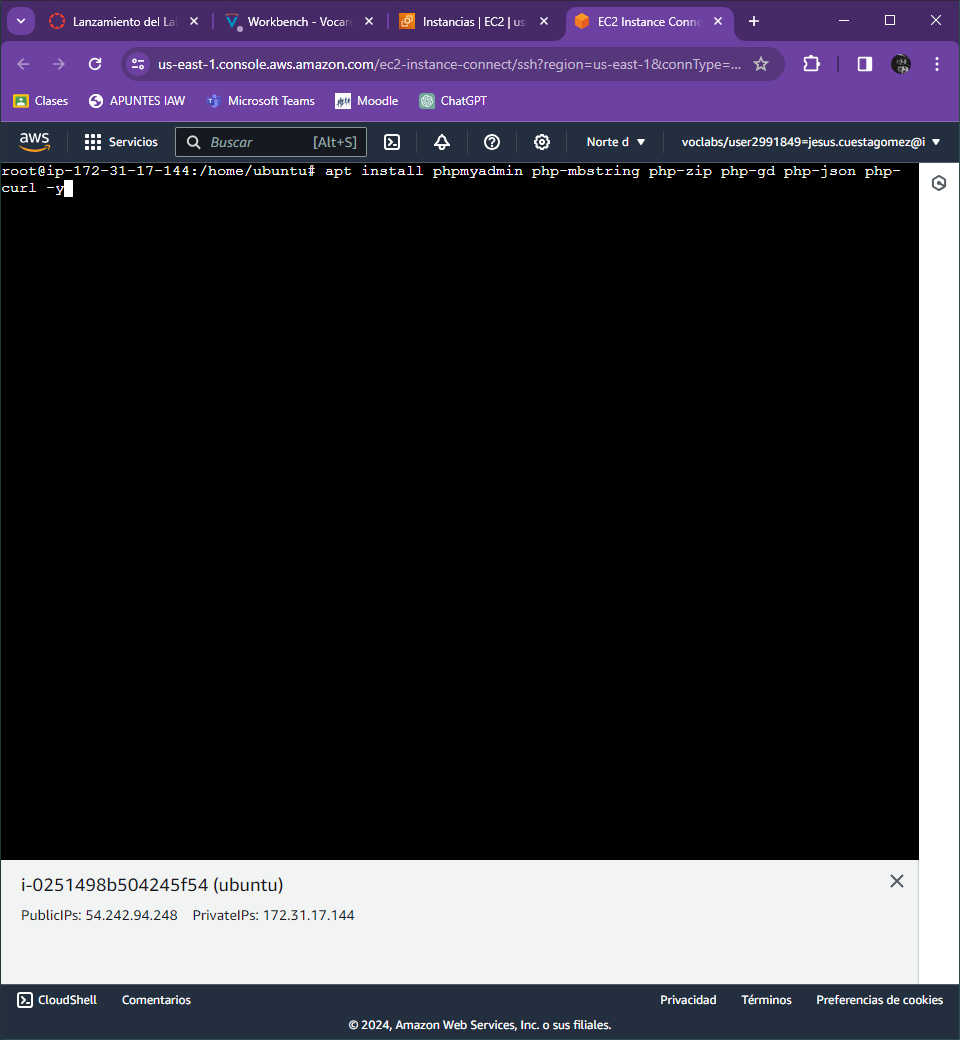 Lanzamiento del La
Workbench - Vocar
Instancias | EC2 | us
EC2 Instance Conne
us-east-1.console.aws.amazon.com/ec2-instance-connect/ssh?region=us-east-1&connType=...
Clases
APUNTES IAW
Microsoft Teams
Moodle
ChatGPT
aws
Servicios
Buscar
[Alt+S]
Norte d
voclabs/user2991849=jesus.cuestagomez@i
root@ip-172-31-17-144:/home/ubuntu# apt install phpmyadmin php-mbstring php-zip php-gd php-json php-
curl -y
i-0251498b504245f54 (ubuntu)
PublicIPs: 54.242.94.248 PrivateIPs: 172.31.17.144
CloudShell
Comentarios
Privacidad
Términos
Preferencias de cookies
© 2024, Amazon Web Services, Inc. o sus filiales.